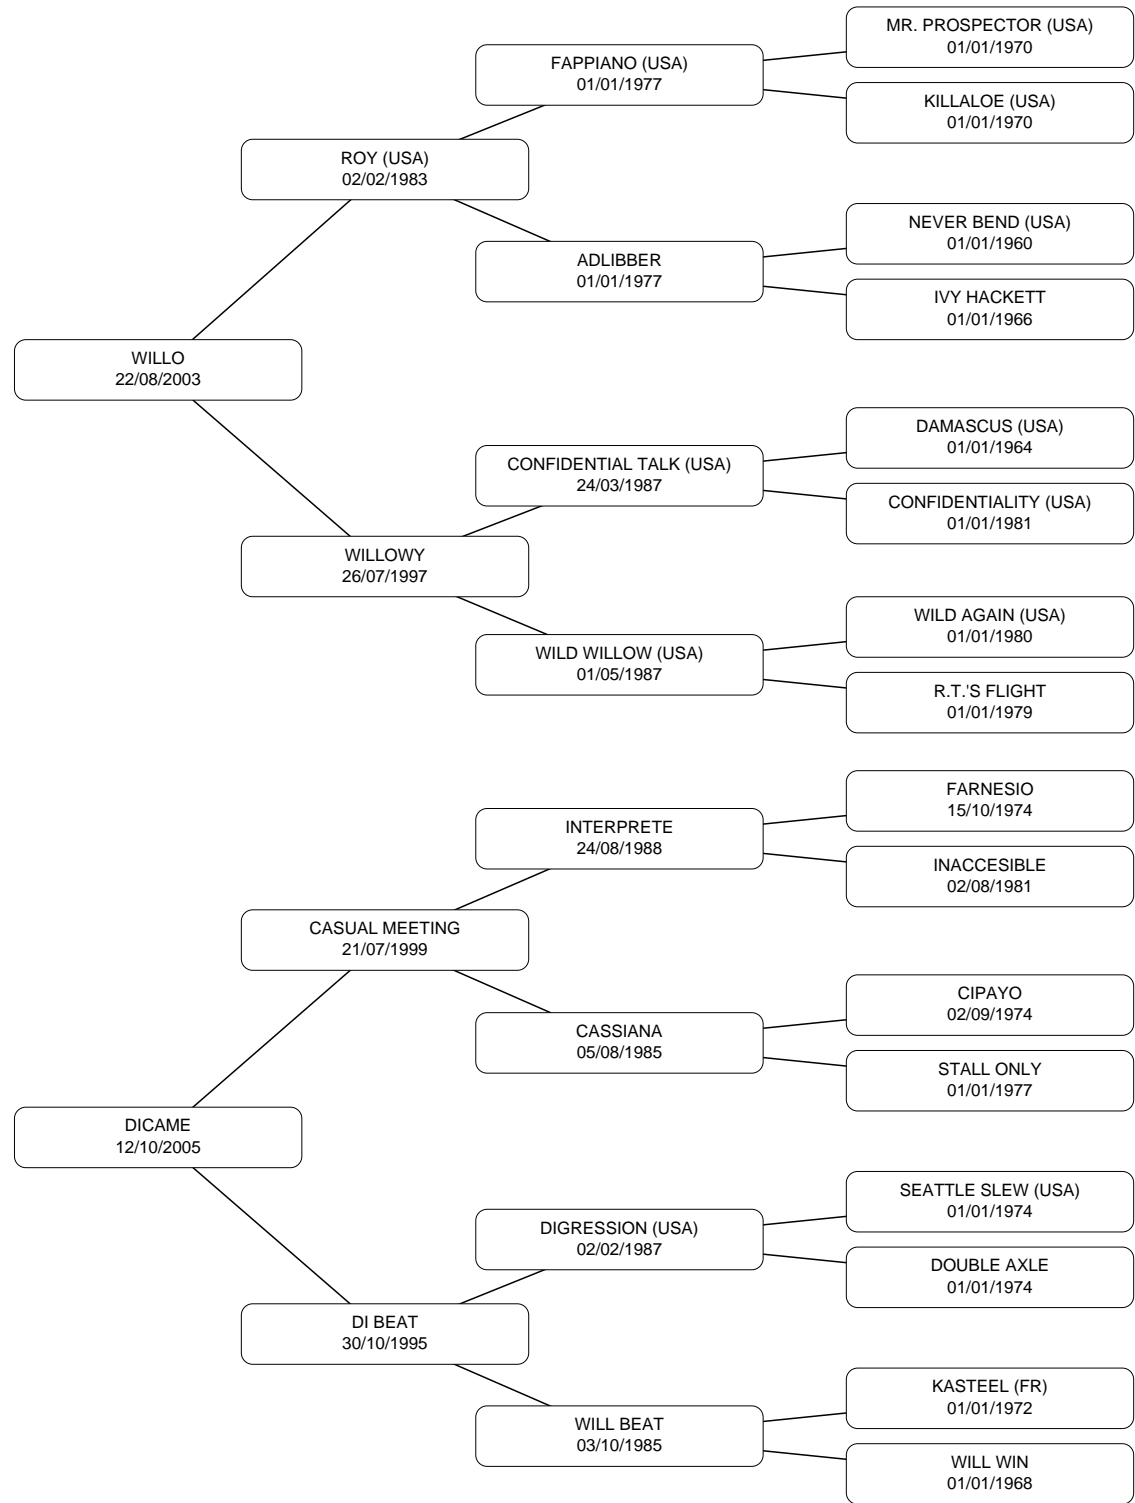 MR. PROSPECTOR (USA)
01/01/1970
FAPPIANO (USA)
01/01/1977
KILLALOE (USA)
01/01/1970
ROY (USA)
02/02/1983
NEVER BEND (USA)
01/01/1960
ADLIBBER
01/01/1977
IVY HACKETT
01/01/1966
WILLO
22/08/2003
DAMASCUS (USA)
01/01/1964
CONFIDENTIAL TALK (USA)
24/03/1987
CONFIDENTIALITY (USA)
01/01/1981
WILLOWY
26/07/1997
WILD AGAIN (USA)
01/01/1980
WILD WILLOW (USA)
01/05/1987
R.T.'S FLIGHT
01/01/1979
FARNESIO
15/10/1974
INTERPRETE
24/08/1988
INACCESIBLE
02/08/1981
CASUAL MEETING
21/07/1999
CIPAYO
02/09/1974
CASSIANA
05/08/1985
STALL ONLY
01/01/1977
DICAME
12/10/2005
SEATTLE SLEW (USA)
01/01/1974
DIGRESSION (USA)
02/02/1987
DOUBLE AXLE
01/01/1974
DI BEAT
30/10/1995
KASTEEL (FR)
01/01/1972
WILL BEAT
03/10/1985
WILL WIN
01/01/1968